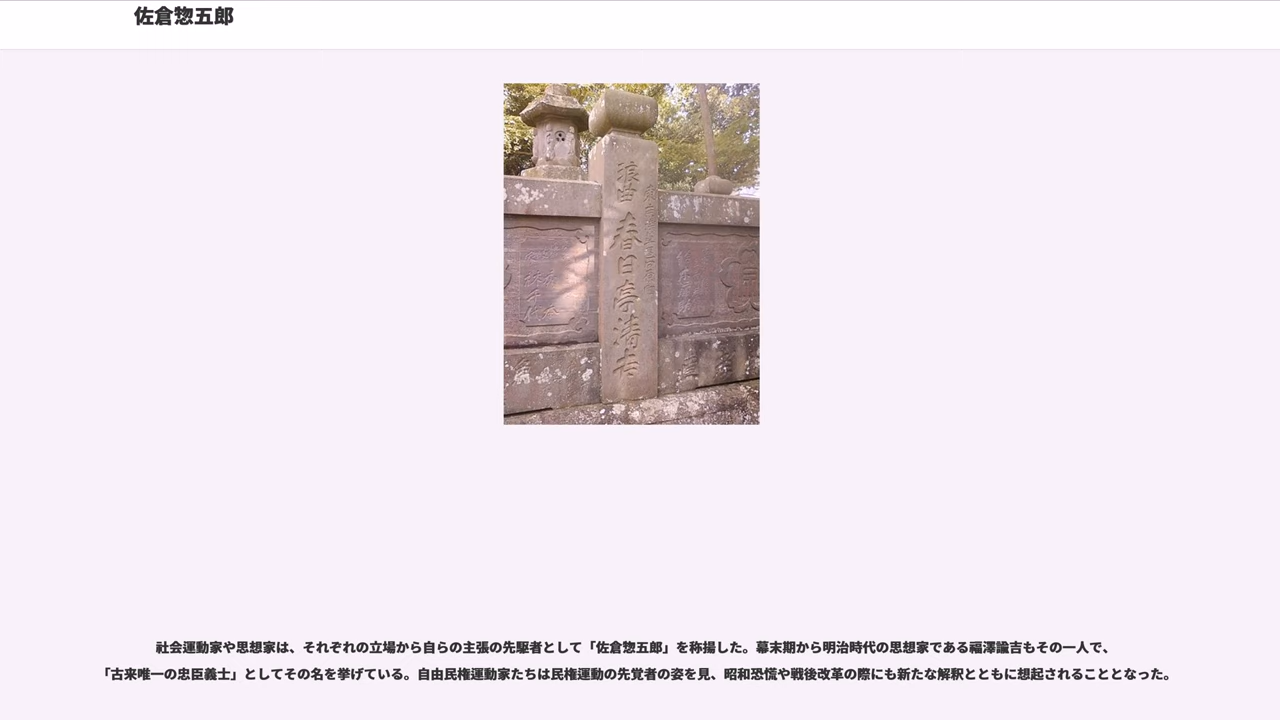 佐倉惣五郎
浪曲 春日亭清吉
社会運動家や思想家は、それぞれの立場から自らの主張の先駆者として「佐倉惣五郎」を称揚した。幕末期から明治時代の思想家である福澤諭吉もその一人で、
「古来唯一の忠臣義士」としてその名を挙げている。自由民権運動家たちは民権運動の先覚者の姿を見、昭和恐慌や戦後改革の際にも新たな解釈とともに想起されることとなった。